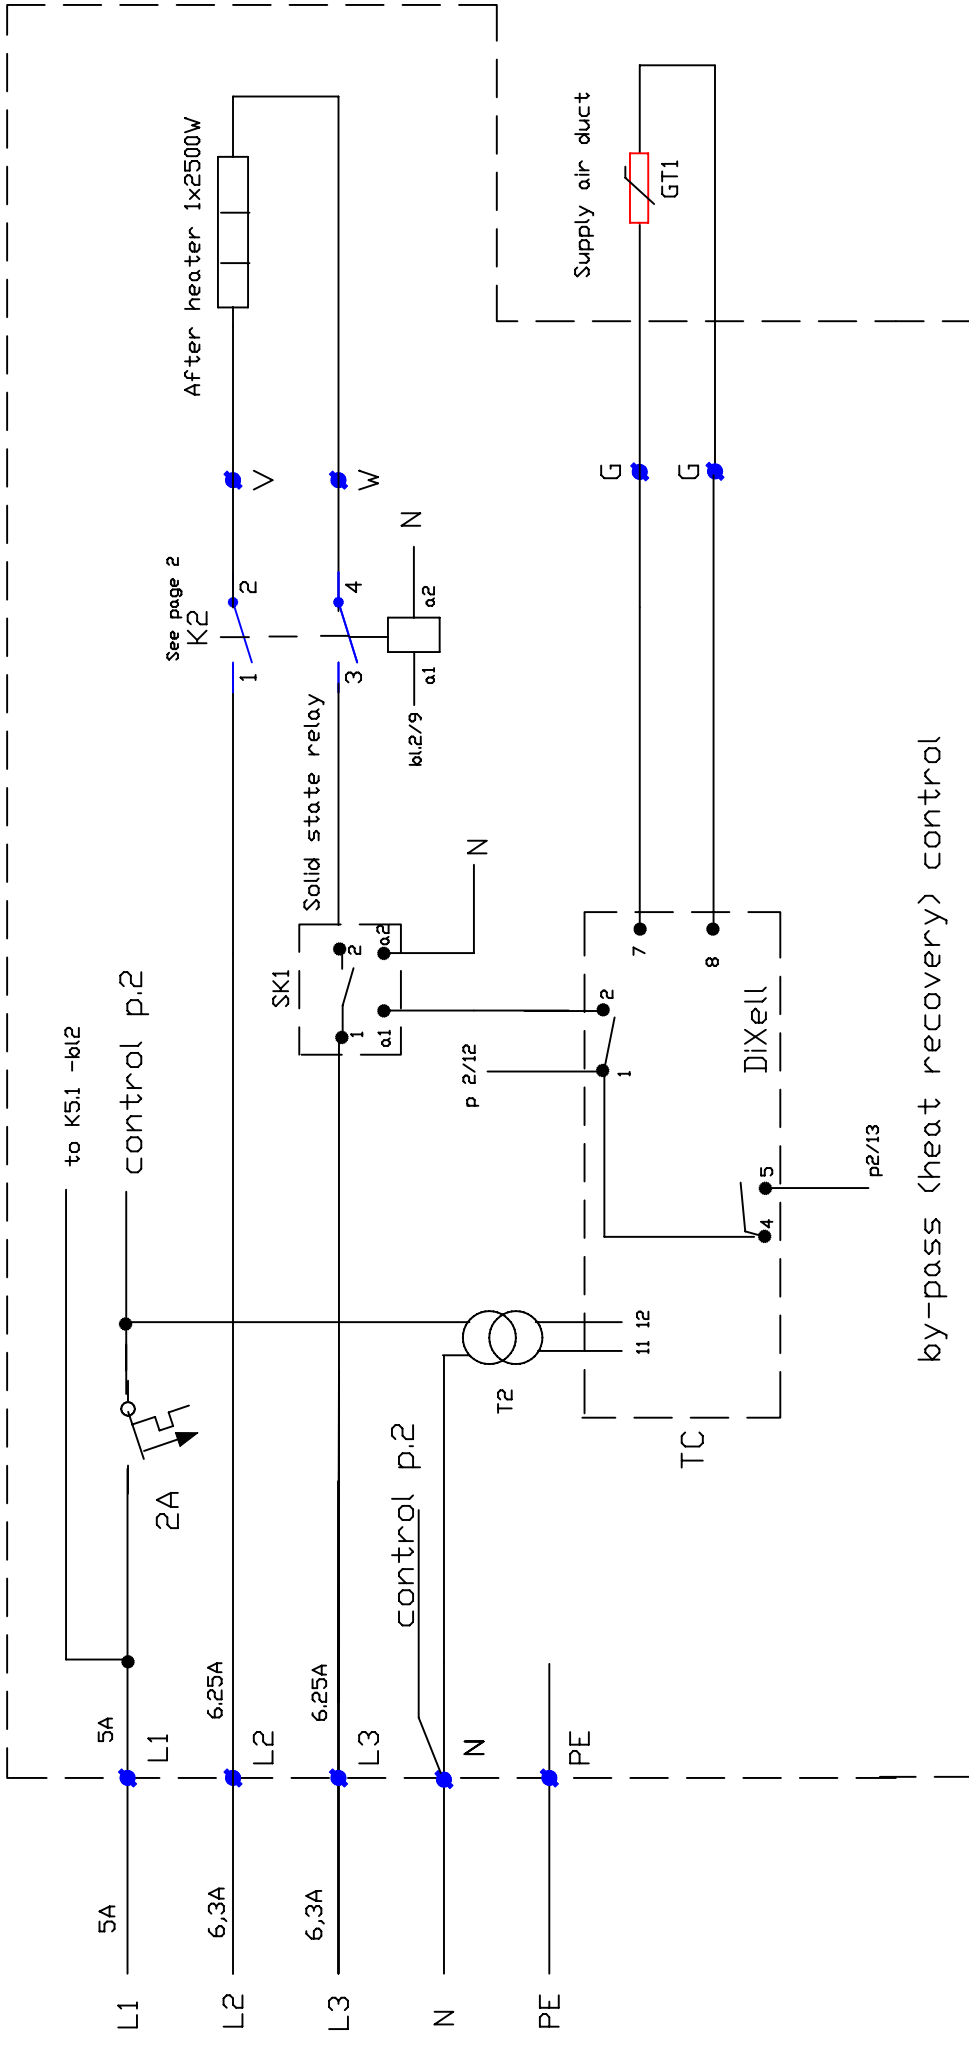 to K5.1 -bl2
control p.2
2A
5A
L1
5A
L1
After heater 1x2500W
See page 2
K2
1
2
V
6.25A
L2
6,3A
L2
Solid state relay
SK1
1
2
a1
a2
N
3
4
W
a1
a2
bl.2/9
N
6.25A
L3
6,3A
L3
control p.2
N
N
PE
PE
T2
11 12
TC
p 2/12
1
2
4
5
p2/13
DiXell
7
8
G
G
Supply air duct
GT1
by-pass (heat recovery) control